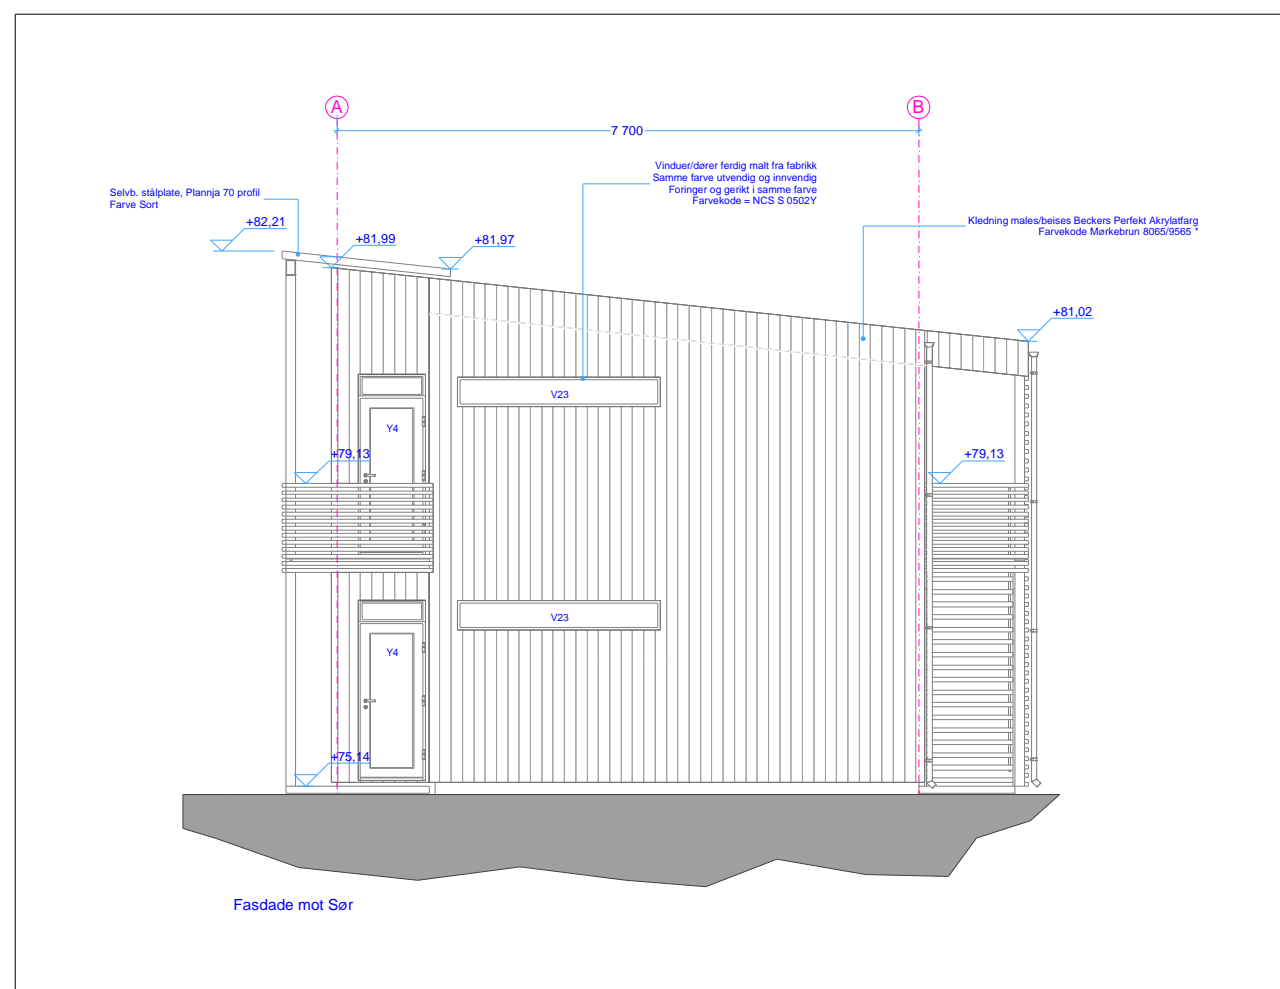 A
B
7 700
Vinduer/dører ferdig malt fra fabrikk
Samme farve utvendig og innvendig
Foringer og gerikt i samme farve
Farvekode = NCS S 0502Y
Selvb. stålplate, Plannja 70 profil
Farve Sort
Kledning males/beises Beckers Perfekt Akrylatfarg
Farvekode Mørkebrun 8065/9565 *
+82,21
+81,99
+81,97
+81,02
V23
Y4
+79,13
+79,13
V23
Y4
+75,14
Fasdade mot Sør